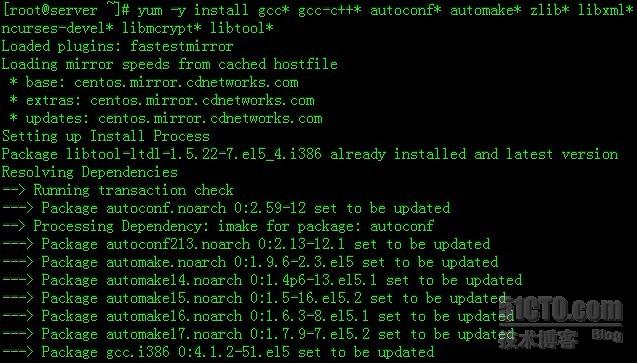 [root@server ~]# yum -y install gcc* gcc-c++* autoconf* automake* zlib* libxml*
ncurses-devel* libmcrypt* libtool*
Loaded plugins: fastestmirror
Loading mirror speeds from cached hostfile
 * base: centos.mirror.cdnetworks.com
 * extras: centos.mirror.cdnetworks.com
 * updates: centos.mirror.cdnetworks.com
Setting up Install Process
Package libtool-ltdl-1.5.22-7.el5_4.i386 already installed and latest version
Resolving Dependencies
--> Running transaction check
---> Package autoconf.noarch 0:2.59-12 set to be updated
--> Processing Dependency: imake for package: autoconf
---> Package autoconf213.noarch 0:2.13-12.1 set to be updated
---> Package automake.noarch 0:1.9.6-2.3.el5 set to be updated
---> Package automake14.noarch 0:1.4p6-13.el5.1 set to be updated
---> Package automake15.noarch 0:1.5-16.el5.2 set to be updated
---> Package automake16.noarch 0:1.6.3-8.el5.1 set to be updated
---> Package automake17.noarch 0:1.7.9-7.el5.2 set to be updated
---> Package gcc.i386 0:4.1.2-51.el5 set to be updated
51CTO.com
技术博客 Blog